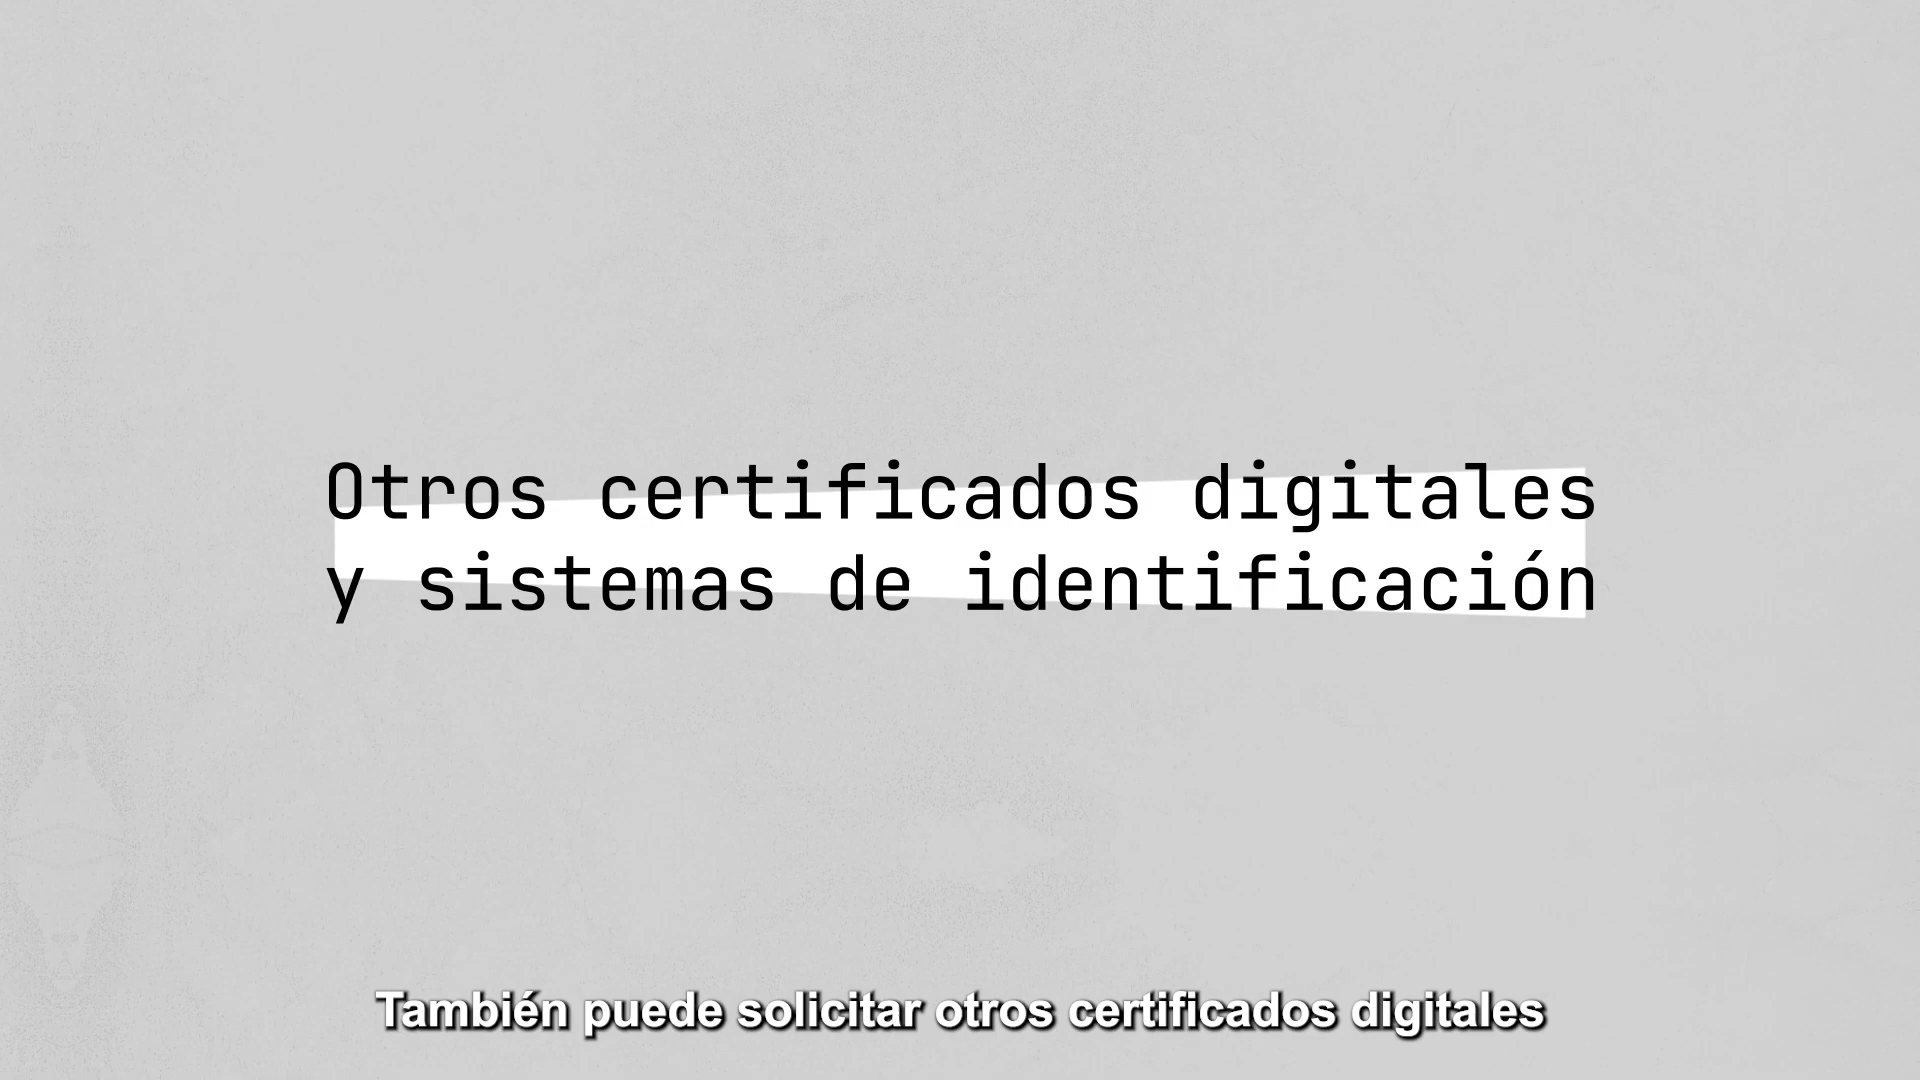 Otros certificados digitales
y sistemas de identificación
También puede solicitar otros certificados digitales